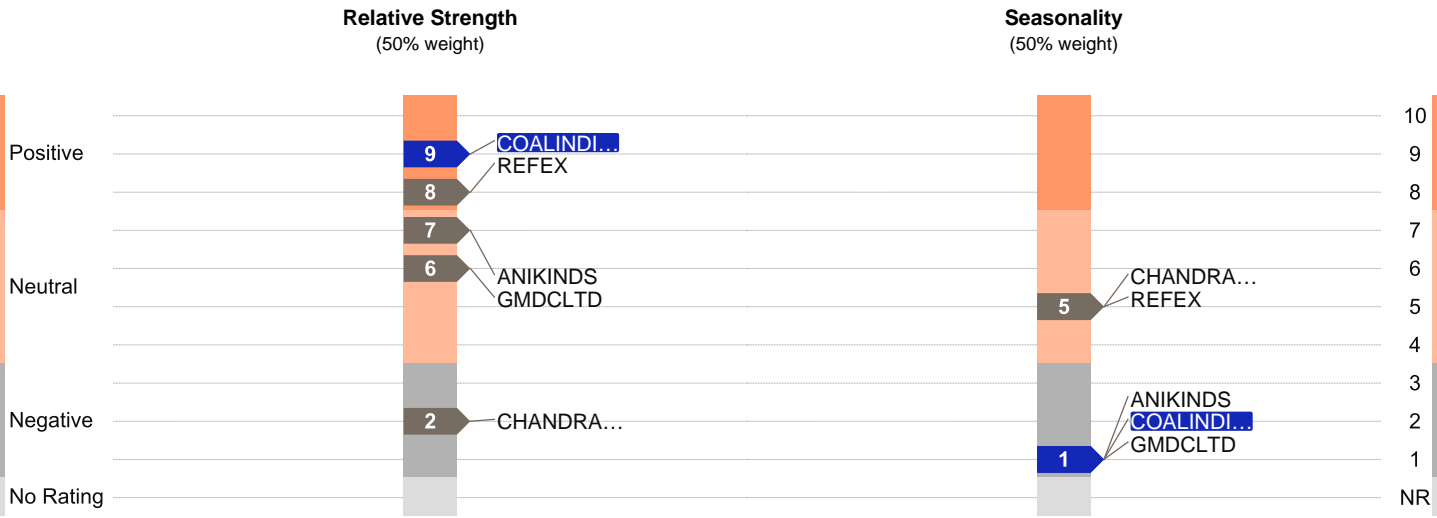 Relative Strength
(50% weight)
Seasonality
(50% weight)
Positive
Neutral
Negative
No Rating
9
COALINDI...
REFEX
8
7
6
ANIKINDS
GMDCLTD
2
CHANDRA...
CHANDRA...
REFEX
5
ANIKINDS
COALINDI...
GMDCLTD
1
10
9
8
7
6
5
4
3
2
1
NR